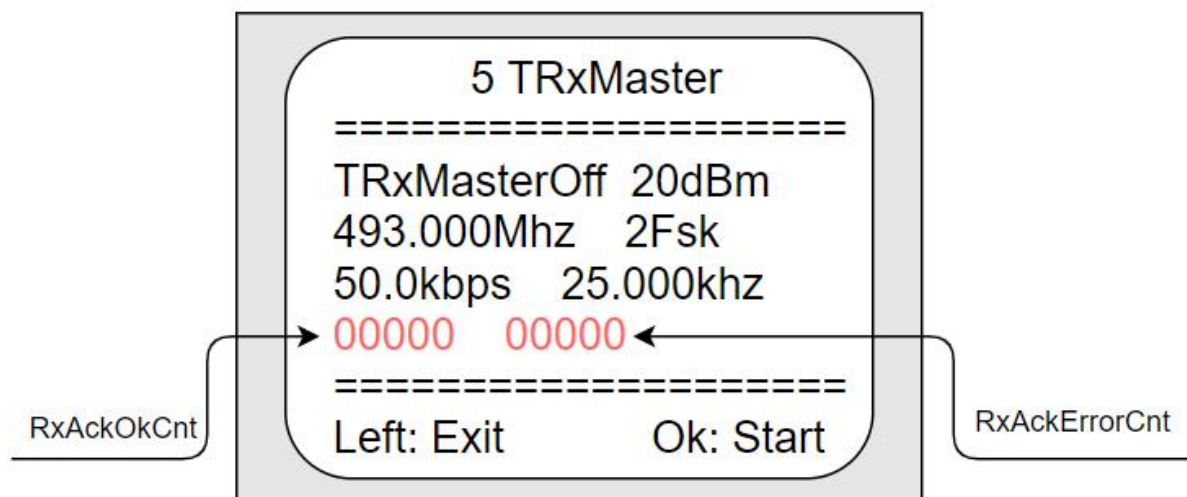 5 TRxMaster
=====================
TRxMasterOff 20dBm
493.000Mhz 2Fsk
50.0kbps 25.000khz
00000 00000
=====================
RxAckOkCnt
Left: Exit Ok: Start
RxAckErrorCnt